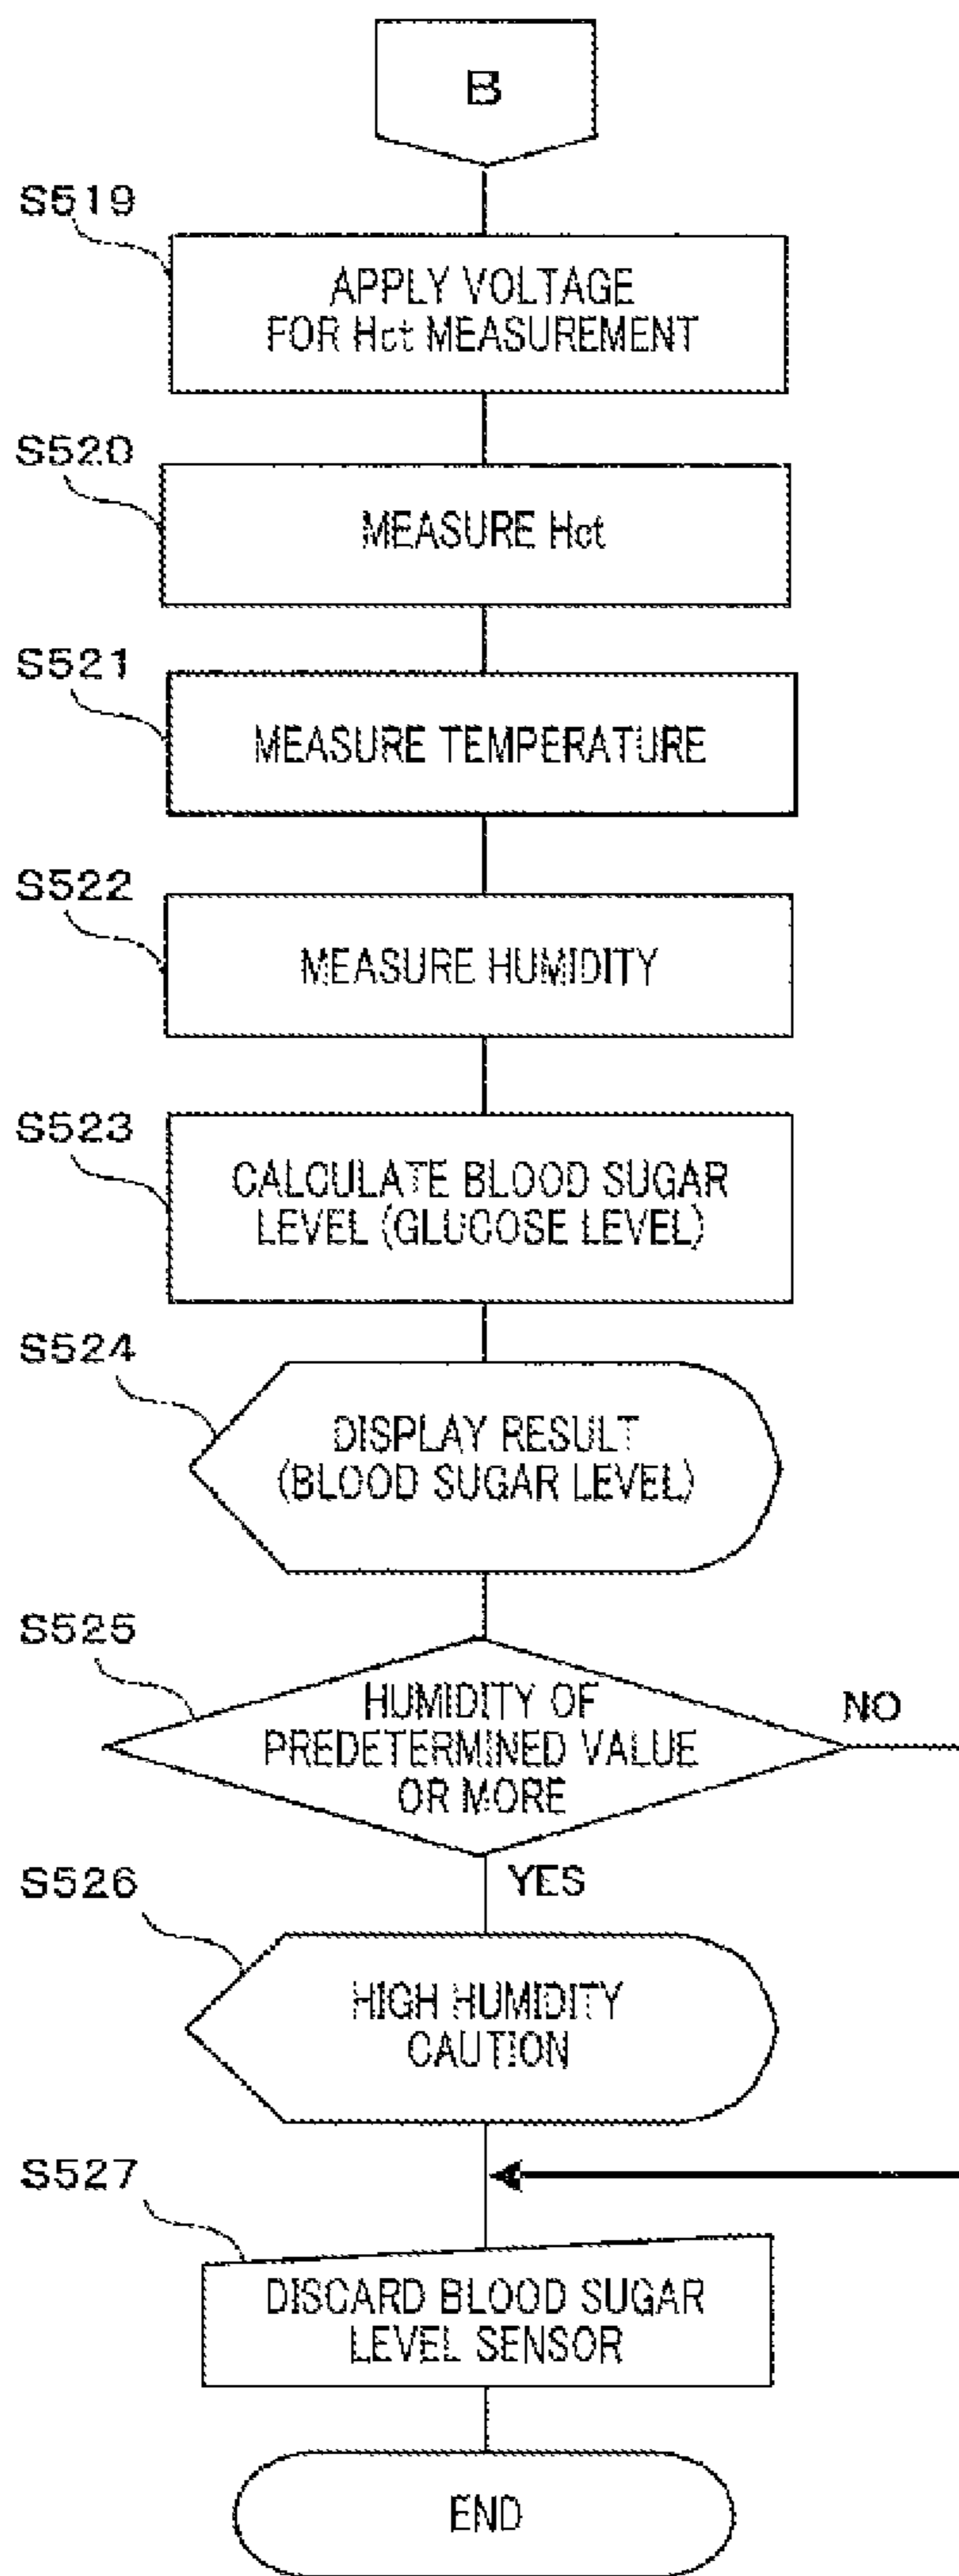 B
S519
APPLY VOLTAGE
FOR Hct MEASUREMENT
S520
MEASURE Hct
S521
MEASURE TEMPERATURE
S522
MEASURE HUMIDITY
S523
CALCULATE BLOOD SUGAR
LEVEL (GLUCOSE LEVEL)
S524
DISPLAY RESULT
(BLOOD SUGAR LEVEL)
S525
HUMIDITY OF
PREDETERMINED VALUE
OR MORE
NO
YES
S526
HIGH HUMIDITY
CAUTION
S527
DISCARD BLOOD SUGAR
LEVEL SENSOR
END